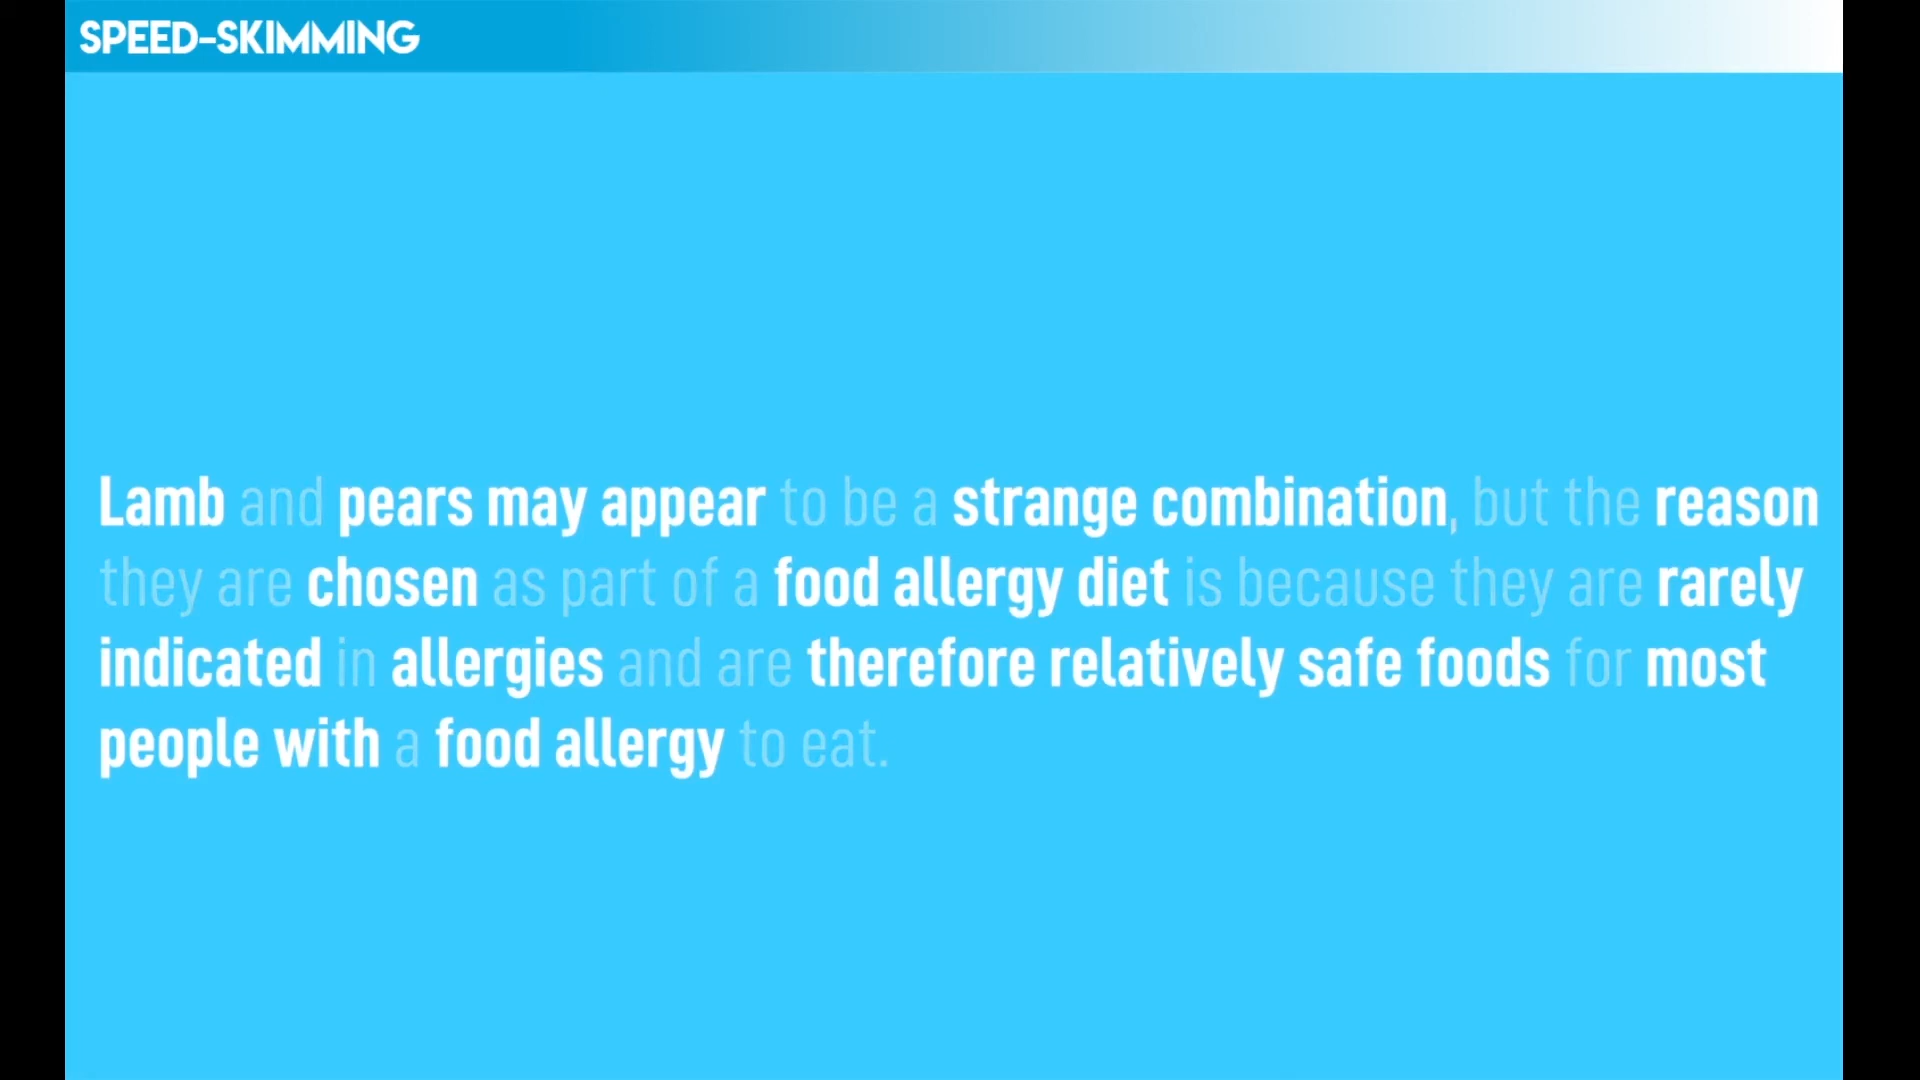 SPEED-SKIMMING
Lamb and pears may appear to be a strange combination, but the reason
they are chosen as part of a food allergy diet is because they are rarely
indicated in allergies and are therefore relatively safe foods for most
people with a food allergy to eat.